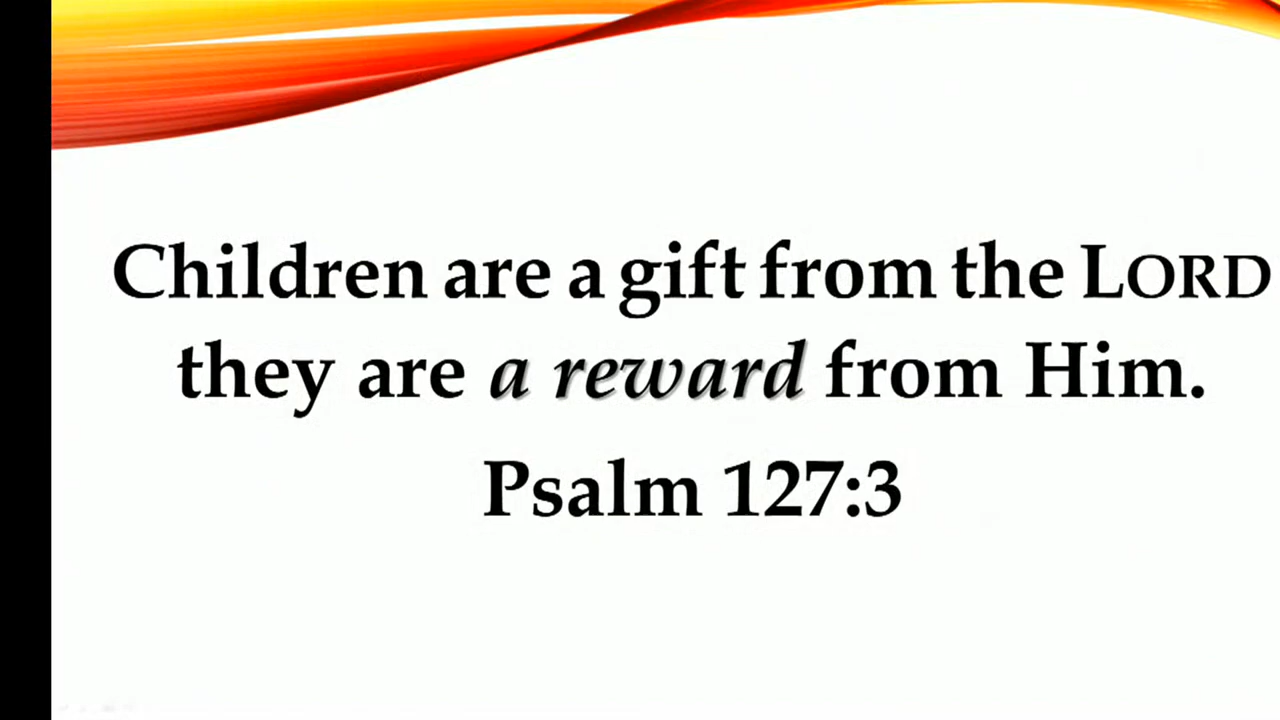 Children are a gift from the LORD
they are a reward from Him.
Psalm 127:3